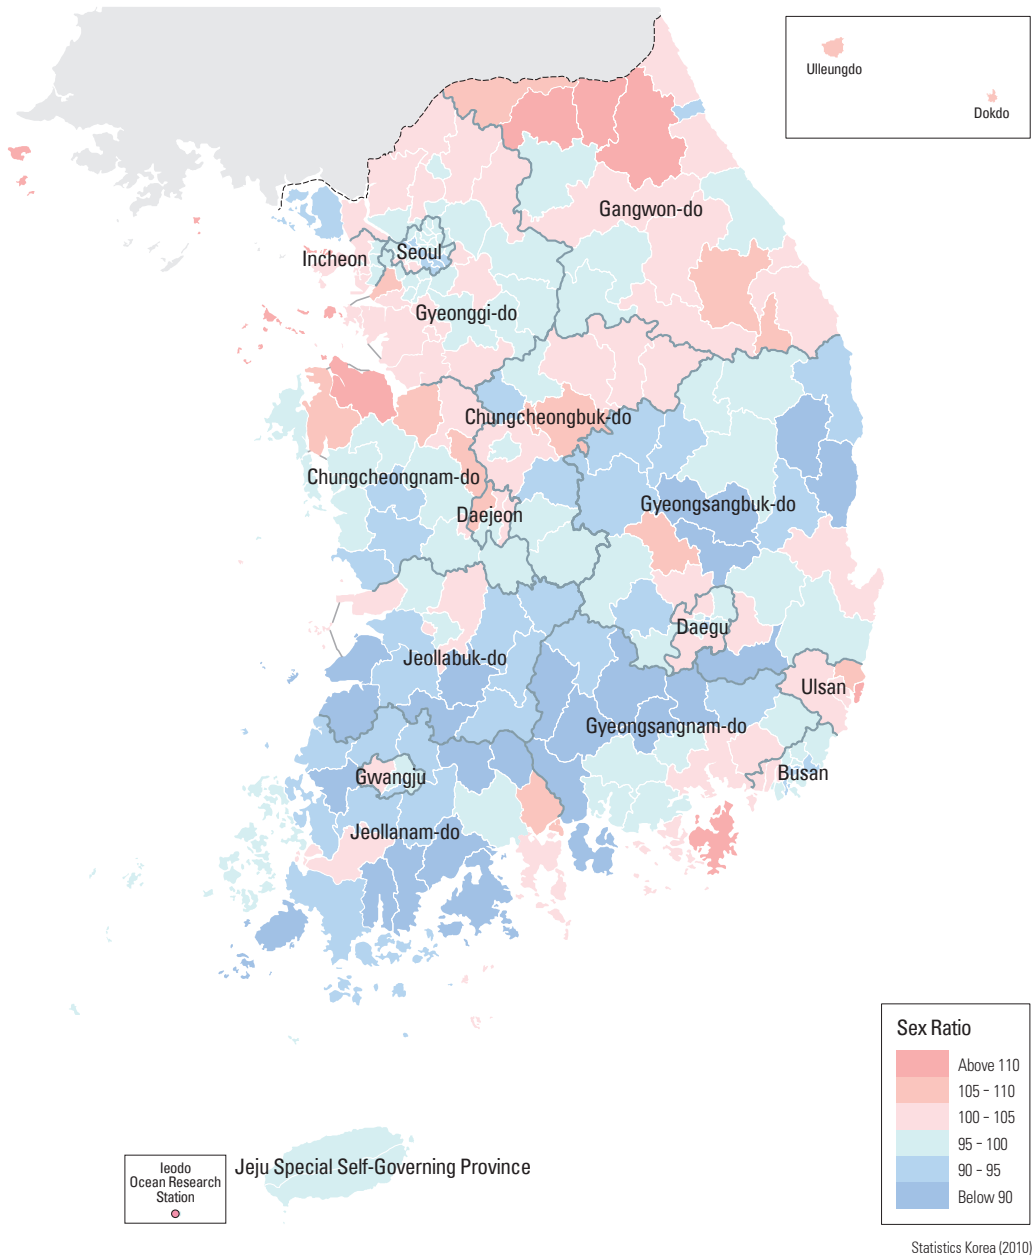 Ulleungdo
Dokdo
Gangwon-do
Incheon
Seoul
Gyeonggi-do
Chungcheongbuk-do
Chungcheongnam-do
Gyeongsangbuk-do
Daejeon
Daegu
Jeollabuk-do
Ulsan
Gyeongsangnam-do
Gwangju
Busan
Jeollanam-do
Sex Ratio
Above 110
105 - 110
100 - 105
95 - 100
90 - 95
Below 90
Jeju Special Self-Governing Province
Ieodo
Ocean Research
Station
Statistics Korea (2010)